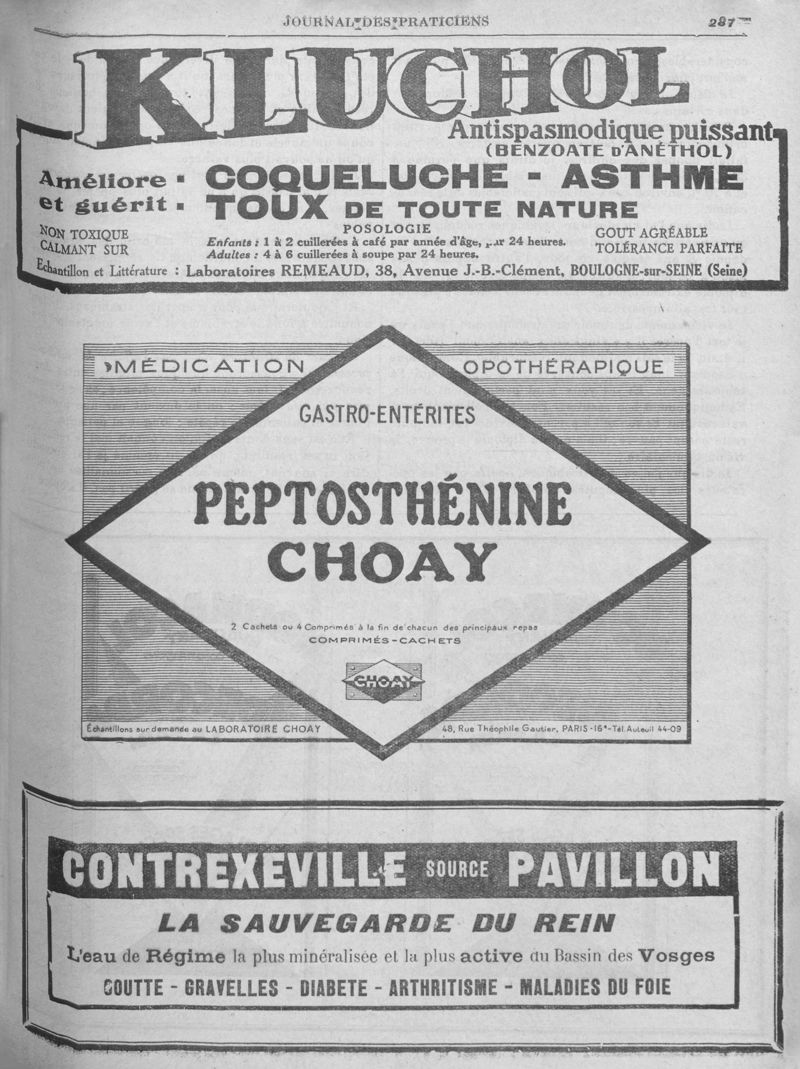 JOURNAL DES PRATICIENS
287
KLUCHOL
Antispasmodique puissant
(BENZOATE D'ANÉTHOL)
Améliore : COQUELUCHE - ASTHME
et guérit : TOUX DE TOUTE NATURE
NON TOXIQUE
CALMANT SUR
POSOLOGIE
Enfants : 1 à 2 cuillerées à café par année d'âge, par 24 heures.
Adultes : 4 à 6 cuillerées à soupe par 24 heures.
GOUT AGRÉABLE
TOLÉRANCE PARFAITE
Echantillon et Littérature : Laboratoires REMEAUD, 38, Avenue J.-B.-Clément, BOULOGNE-sur-SEINE (Seine)
MÉDICATION OPOTHÉRAPIQUE
GASTRO-ENTÉRITES
PEPTOSTHÉNINE
CHOAY
2 Cachets ou 4 Comprimés à la fin de chacun des principaux repas
COMPRIMÉS-CACHETS
CHOAY
Échantillons sur demande au LABORATOIRE CHOAY
48, Rue Théophile Gautier, PARIS-16e-Tél. Auteuil 44-09
CONTREXEVILLE SOURCE PAVILLON
LA SAUVEGARDE DU REIN
L'eau de Régime la plus minéralisée et la plus active du Bassin des Vosges
GOUTTE - GRAVELLES - DIABETE - ARTHRITISME - MALADIES DU FOIE